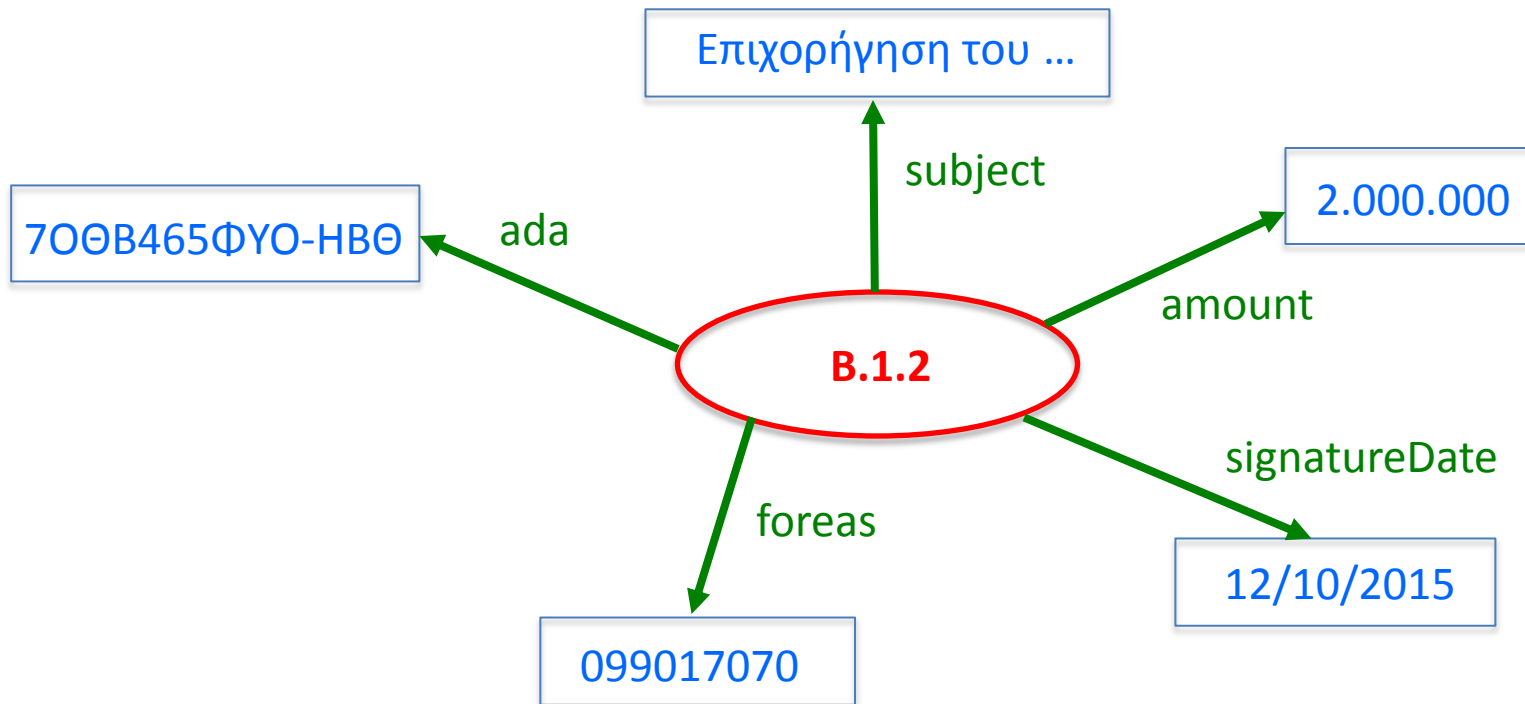 Επιχορήγηση του ...
subject
2.000.000
7ΟΘΒ465ΦΥΟ-ΗΒΘ
ada
amount
B.1.2
signatureDate
foreas
12/10/2015
099017070